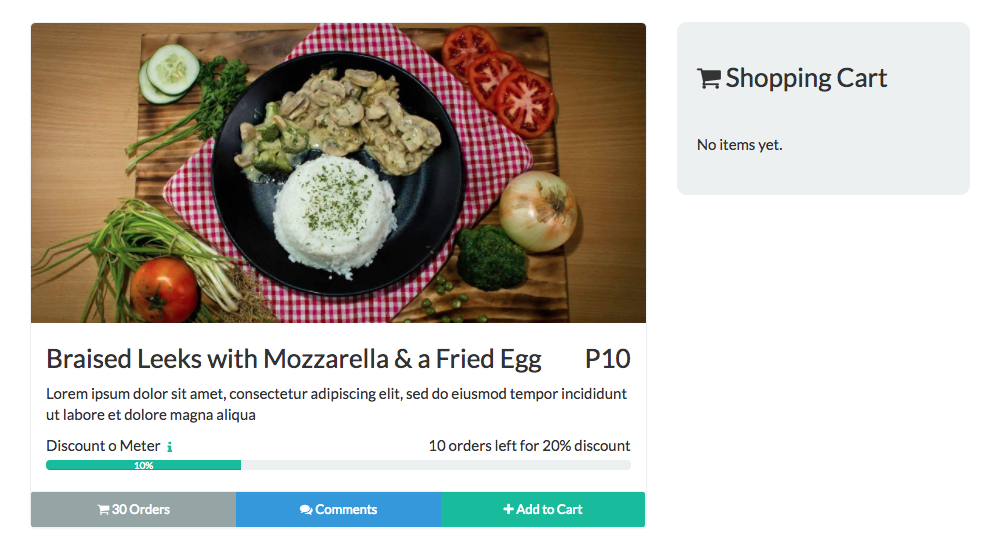 Shopping Cart
No items yet.
Braised Leeks with Mozzarella & a Fried Egg P10
Lorem ipsum dolor sit amet, consectetur adipiscing elit, sed do eiusmod tempor incididunt
ut labore et dolore magna aliqua
Discount o Meter 10 orders left for 20% discount
10%
30 Orders Comments Add to Cart